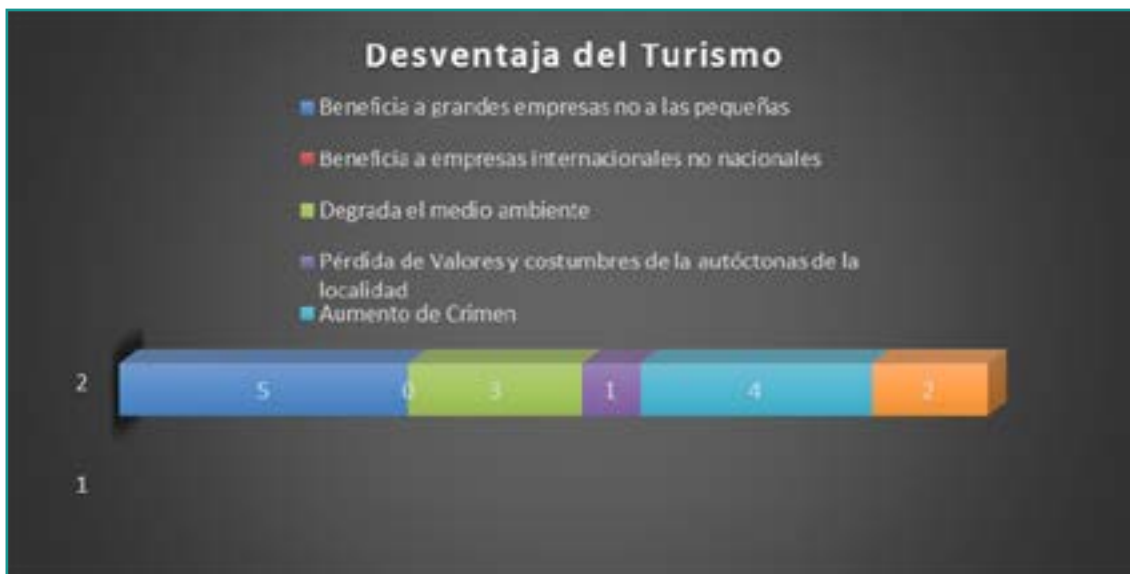 Desventaja del Turismo
Beneficia a grandes empresas no a las pequeñas
Beneficia a empresas internacionales no nacionales
Degrada el medio ambiente
Pérdida de Valores y costumbres de la autóctonas de la
localidad
Aumento de Crimen
2 5 0 3 1 4 2
1